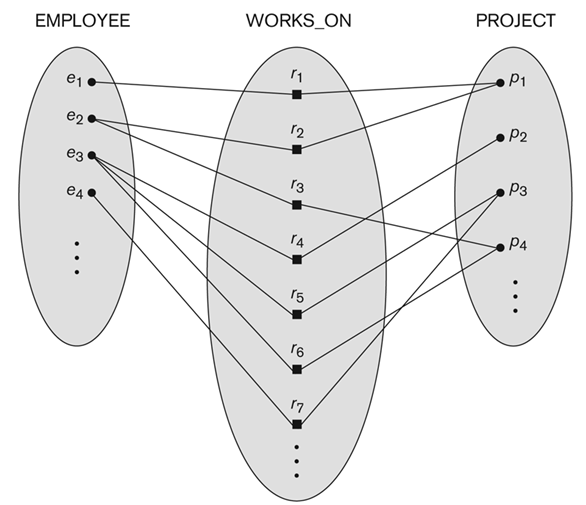 EMPLOYEE WORKS_ON PROJECT
e1 r1 p1
e2 r2 p2
e3 r3 p3
e4 r4 p4
r5
r6
r7